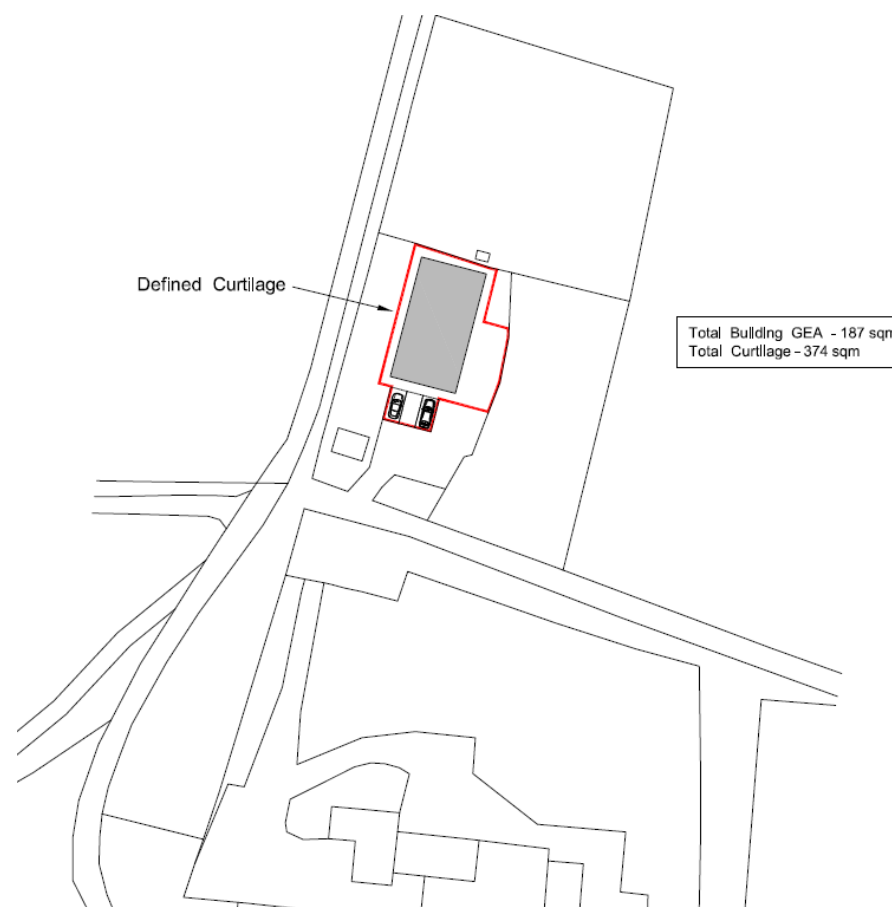 Defined Curtilage
Total Building GEA - 187 sqm
Total Curtilage - 374 sqm